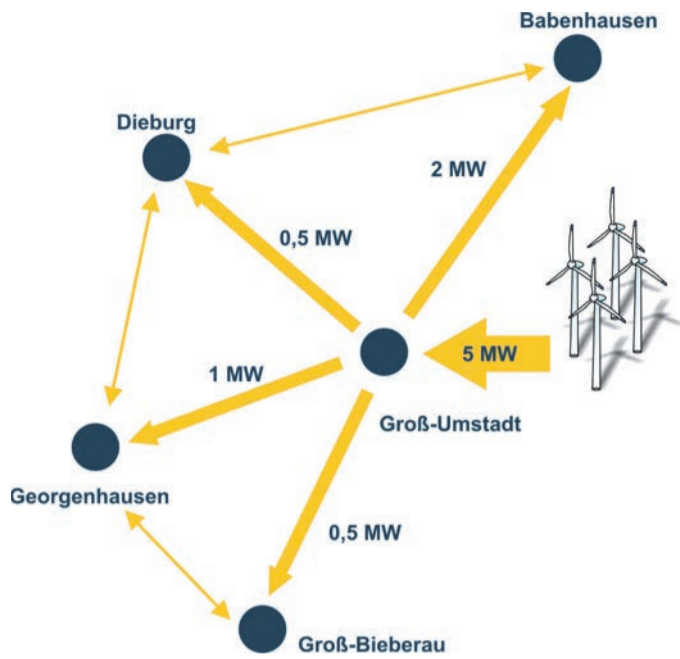 Babenhausen
Dieburg
2 MW
0,5 MW
5 MW
1 MW
Groß-Umstadt
Georgenhausen
0,5 MW
Groß-Bieberau